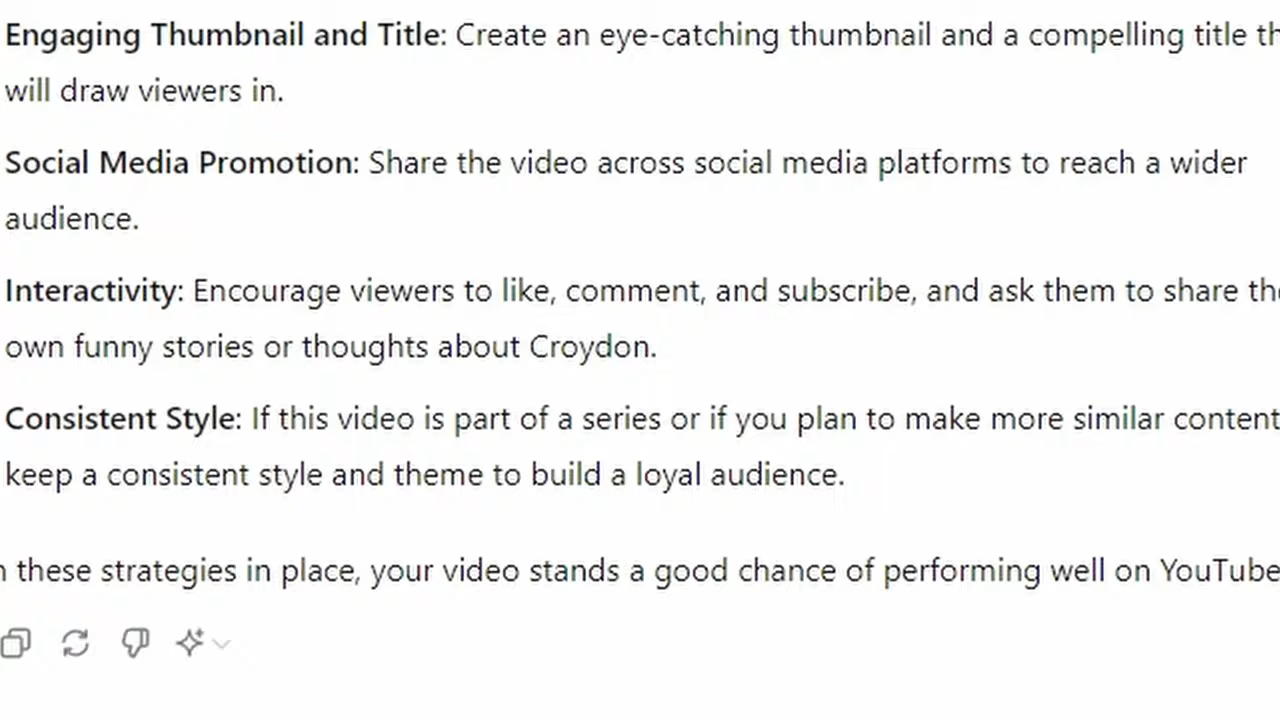 Engaging Thumbnail and Title: Create an eye-catching thumbnail and a compelling title th
will draw viewers in.
Social Media Promotion: Share the video across social media platforms to reach a wider
audience.
Interactivity: Encourage viewers to like, comment, and subscribe, and ask them to share the
own funny stories or thoughts about Croydon.
Consistent Style: If this video is part of a series or if you plan to make more similar content
keep a consistent style and theme to build a loyal audience.
these strategies in place, your video stands a good chance of performing well on YouTube